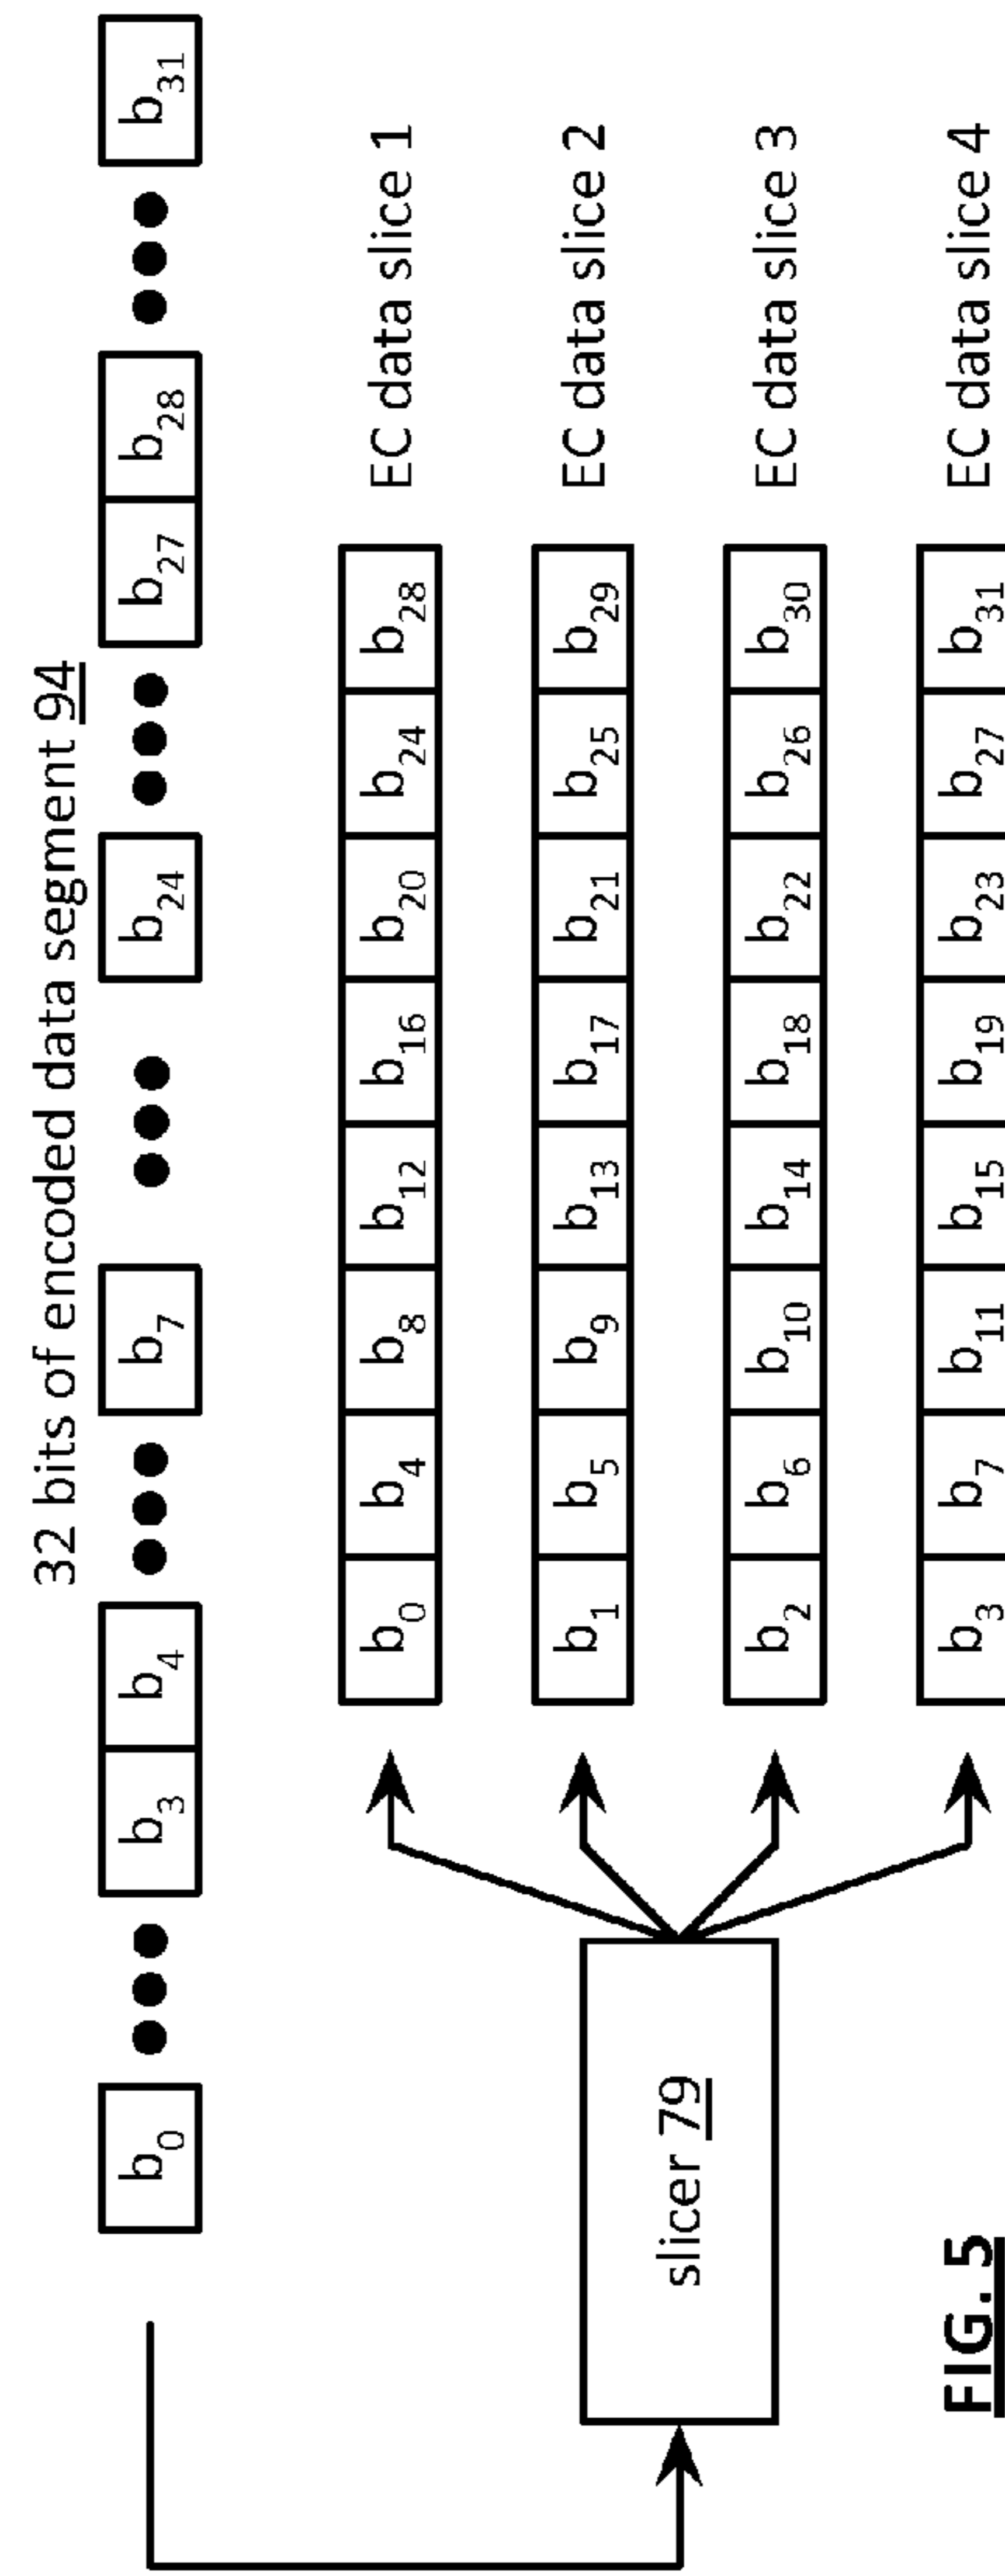 32 bits of encoded data segment 94
b0 ●●● b3 b4 ●●● b7 ●●● b24 ●●● b27 b28 ●●● b31
b0 b4 b8 b12 b16 b20 b24 b28 EC data slice 1
b1 b5 b9 b13 b17 b21 b25 b29 EC data slice 2
slicer 79
b2 b6 b10 b14 b18 b22 b26 b30 EC data slice 3
b3 b7 b11 b15 b19 b23 b27 b31 EC data slice 4
FIG. 5